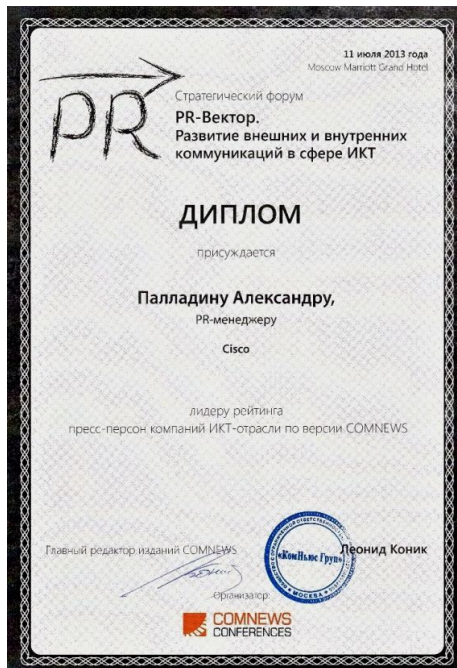 11 июля 2013 года
Moscow Marriott Grand Hotel
PR
Стратегический форум
PR-Вектор.
Развитие внешних и внутренних
коммуникаций в сфере ИКТ
ДИПЛОМ
присуждается
Палладину Александру,
PR-менеджеру
Cisco
лидеру рейтинга
пресс-персон компаний ИКТ-отрасли по версии COMNEWS
Главный редактор изданий COMNEWS
«КомНьюс Груп»
МОСКВА
Леонид Коник
Организатор:
COMNEWS
CONFERENCES